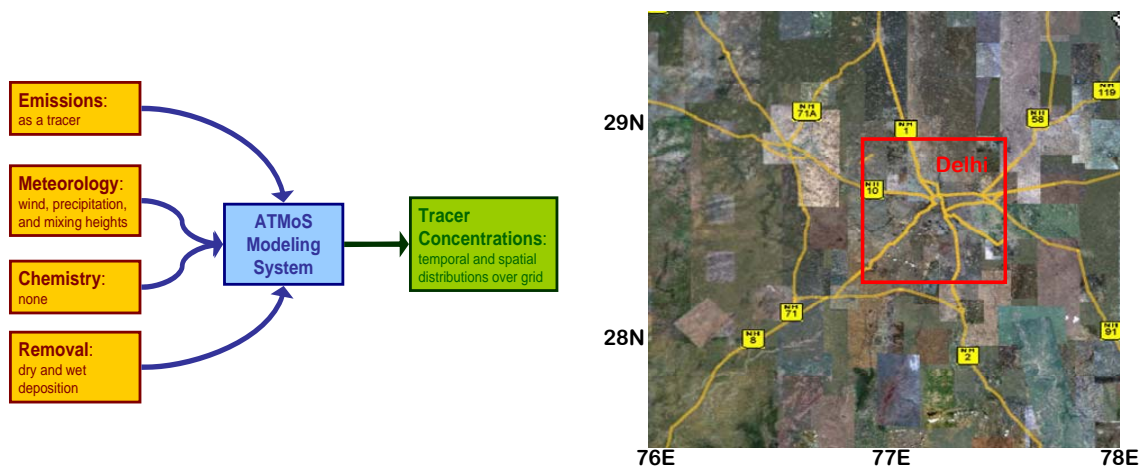 Emissions:
as a tracer
Meteorology:
wind, precipitation,
and mixing heights
Chemistry:
none
Removal:
dry and wet
deposition
ATMoS
Modeling
System
Tracer
Concentrations:
temporal and spatial
distributions over grid
29N
28N
76E
77E
78E
Delhi
NH
119
NH
71A
NH
58
NH
1
NH
10
NH
71
NH
8
NH
2
NH
91